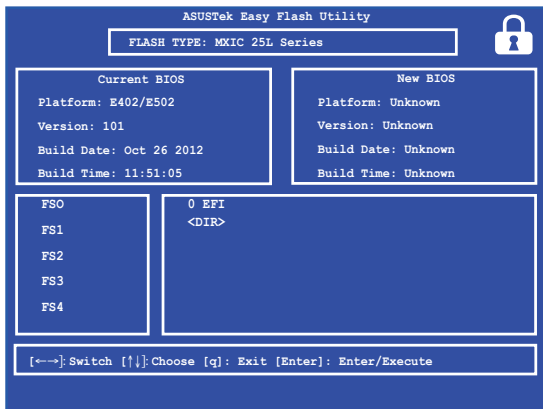 ASUSTek Easy Flash Utility
FLASH TYPE: MXIC 25L Series
Current BIOS
Platform: E402/E502
Version: 101
Build Date: Oct 26 2012
Build Time: 11:51:05
New BIOS
Platform: Unknown
Version: Unknown
Build Date: Unknown
Build Time: Unknown
FSO
FS1
FS2
FS3
FS4
0 EFI
<DIR>
[←→]: Switch [↑↓]: Choose [q]: Exit [Enter]: Enter/Execute